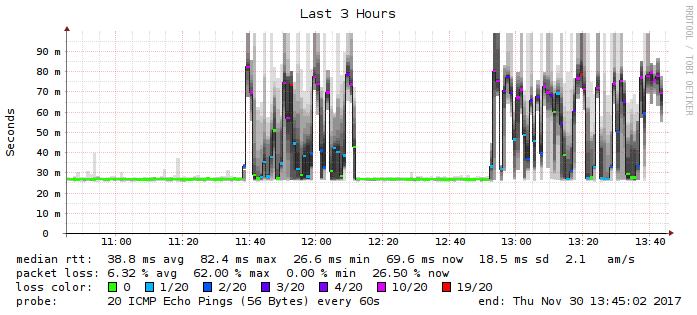 Last 3 Hours
RRDTOOL / TOBI OETIKER
Seconds
90 m
80 m
70 m
60 m
50 m
40 m
30 m
20 m
10 m
0
11:00 11:20 11:40 12:00 12:20 12:40 13:00 13:20 13:40
median rtt: 38.8 ms avg 82.4 ms max 26.6 ms min 69.6 ms now 18.5 ms sd 2.1 am/s
packet loss: 6.32 % avg 62.00 % max 0.00 % min 26.50 % now
loss color: 0 1/20 2/20 3/20 4/20 10/20 19/20
probe: 20 ICMP Echo Pings (56 Bytes) every 60s end: Thu Nov 30 13:45:02 2017